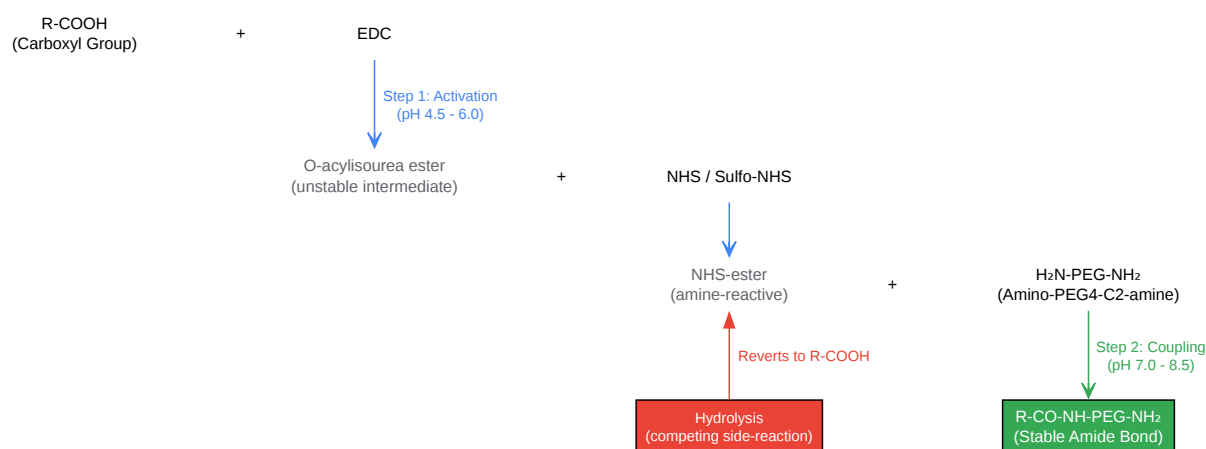 R-COOH
(Carboxyl Group)
+
EDC
Step 1: Activation
(pH 4.5 - 6.0)
O-acylisourea ester
(unstable intermediate)
+
NHS / Sulfo-NHS
NHS-ester
(amine-reactive)
+
H₂N-PEG-NH₂
(Amino-PEG4-C2-amine)
Reverts to R-COOH
Step 2: Coupling
(pH 7.0 - 8.5)
Hydrolysis
(competing side-reaction)
R-CO-NH-PEG-NH₂
(Stable Amide Bond)